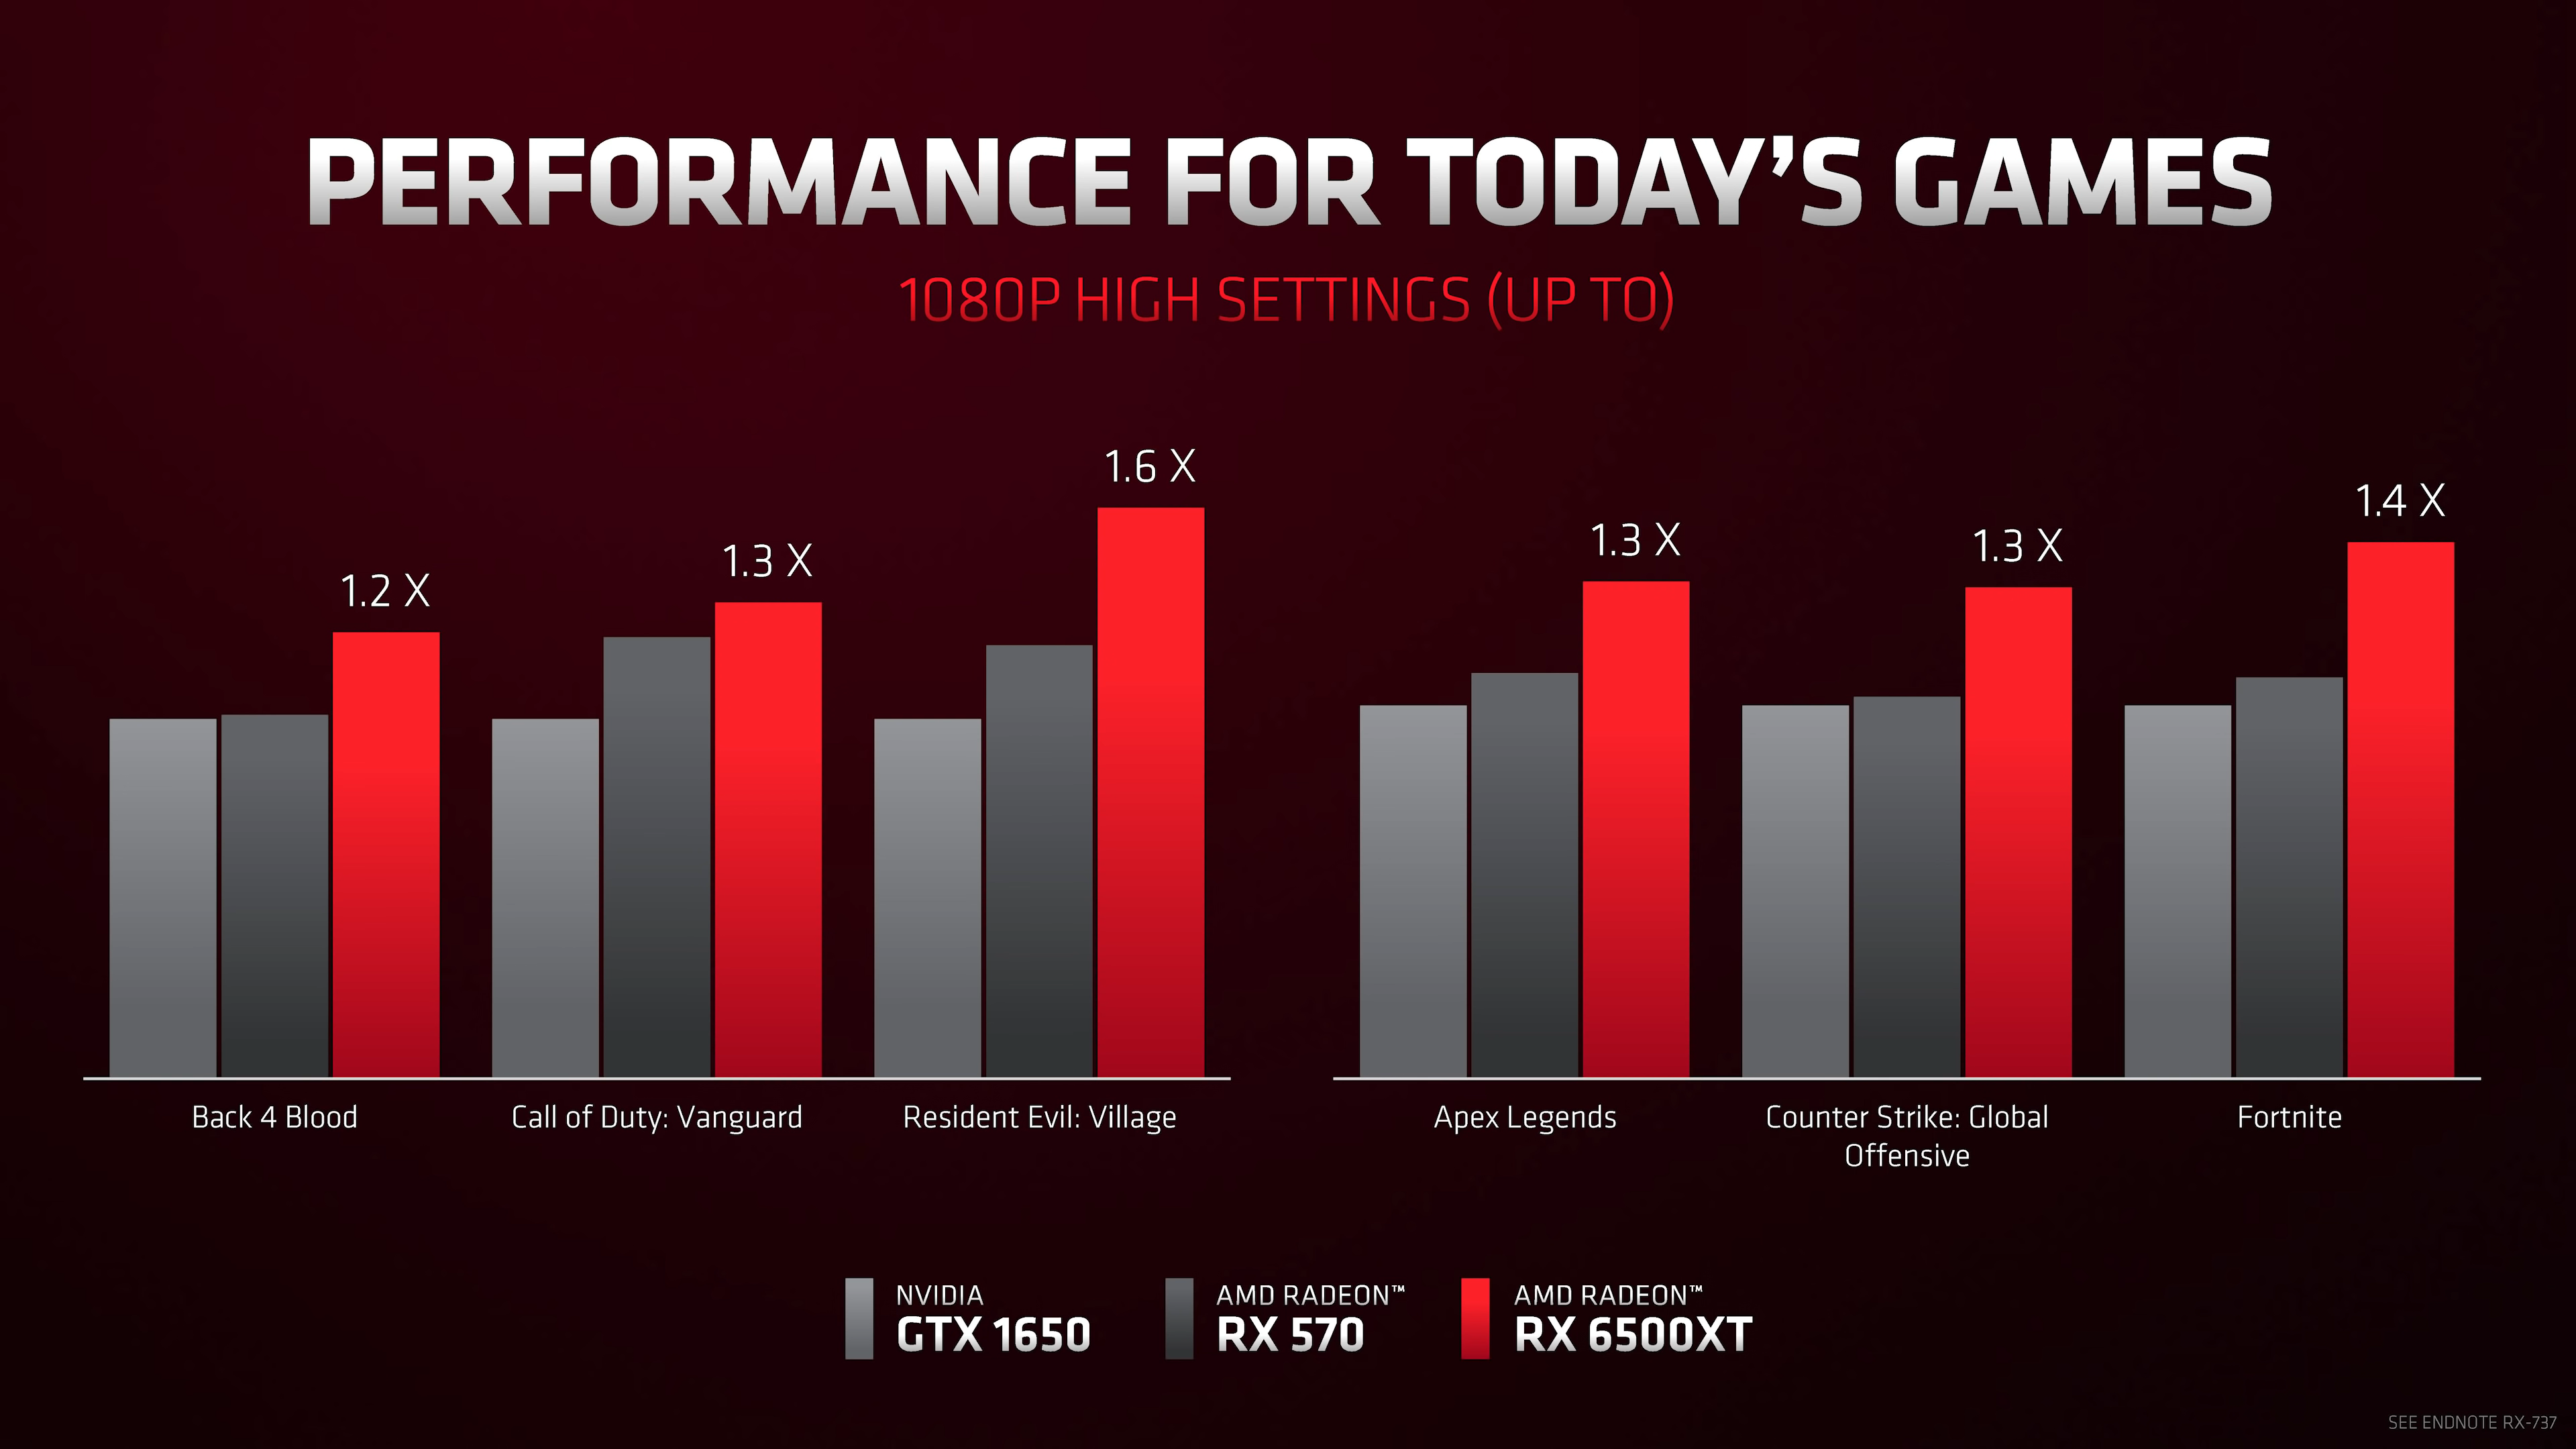 PERFORMANCE FOR TODAY’S GAMES
1080P HIGH SETTINGS (UP TO)
1.2 X
1.3 X
1.6 X
1.3 X
1.3 X
1.4 X
Back 4 Blood
Call of Duty: Vanguard
Resident Evil: Village
Apex Legends
Counter Strike: Global
Offensive
Fortnite
NVIDIA
GTX 1650
AMD RADEON™
RX 570
AMD RADEON™
RX 6500XT
SEE ENDNOTE RX-737